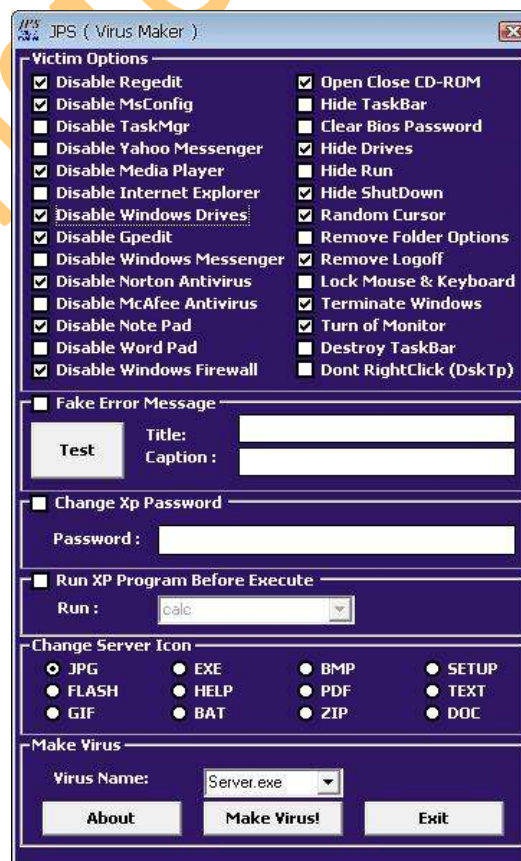 JPS ( Virus Maker )
Victim Options
Disable Regedit
Disable MsConfig
Disable TaskMgr
Disable Yahoo Messenger
Disable Media Player
Disable Internet Explorer
Disable Windows Drives
Disable Gpedit
Disable Windows Messenger
Disable Norton Antivirus
Disable McAfee Antivirus
Disable Note Pad
Disable Word Pad
Disable Windows Firewall
Open Close CD-ROM
Hide TaskBar
Clear Bios Password
Hide Drives
Hide Run
Hide ShutDown
Random Cursor
Remove Folder Options
Remove Logoff
Lock Mouse & Keyboard
Terminate Windows
Turn of Monitor
Destroy TaskBar
Dont RightClick (DskTp)
Fake Error Message
Test
Title:
Caption :
Change Xp Password
Password :
Run XP Program Before Execute
Run : calc
Change Server Icon
JPG EXE BMP SETUP
FLASH HELP PDF TEXT
GIF BAT ZIP DOC
Make Virus
Virus Name: Server.exe
About Make Virus! Exit